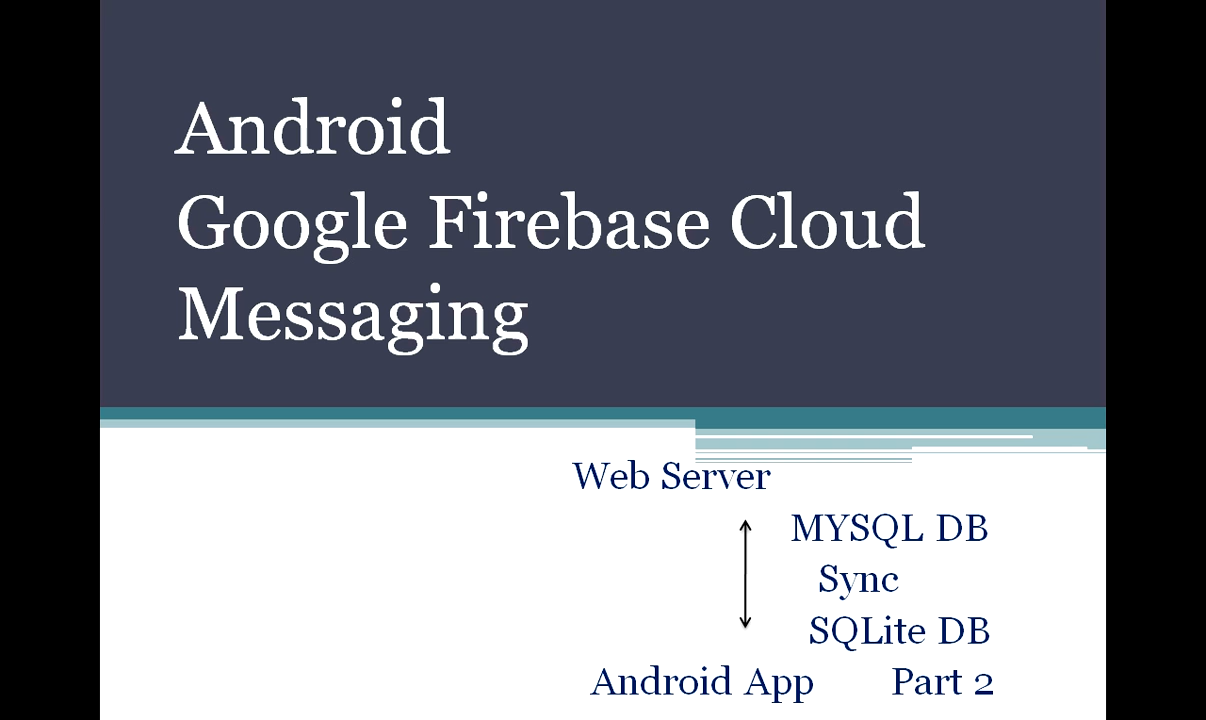 Android
Google Firebase Cloud
Messaging
Web Server
MYSQL DB
Sync
SQLite DB
Android App Part 2